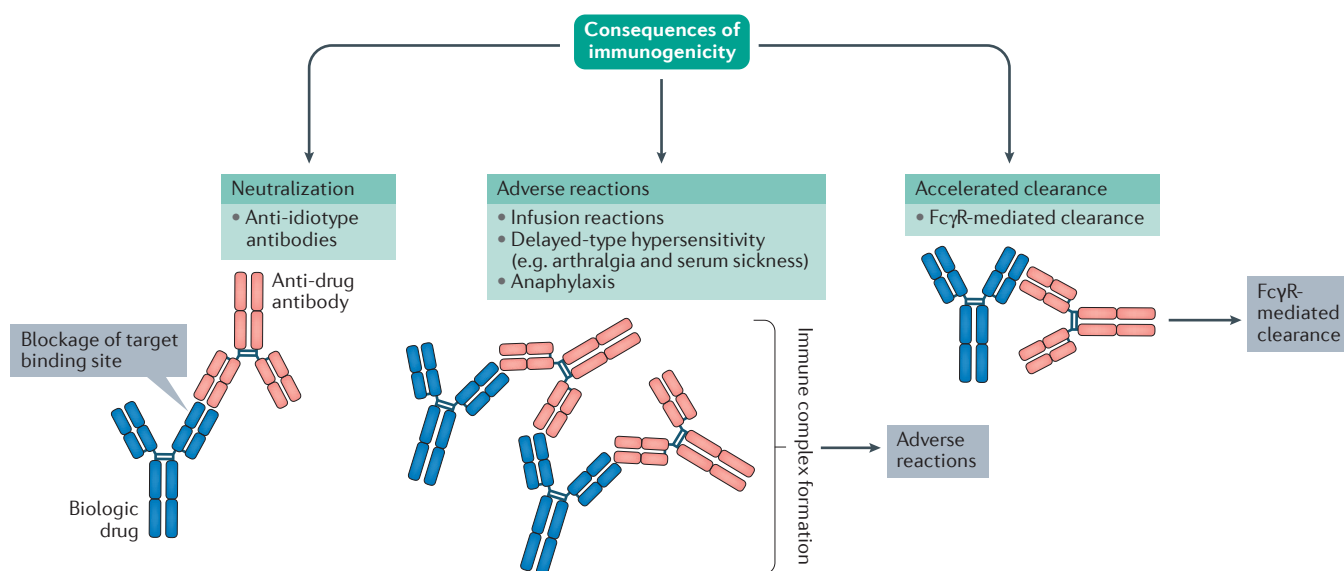 Consequences of
immunogenicity
Neutralization
• Anti-idiotype
antibodies
Adverse reactions
• Infusion reactions
• Delayed-type hypersensitivity
(e.g. arthralgia and serum sickness)
• Anaphylaxis
Accelerated clearance
• FcγR-mediated clearance
Anti-drug
antibody
Blockage of target
binding site
Biologic
drug
Immune complex formation
Adverse
reactions
FcγR-
mediated
clearance